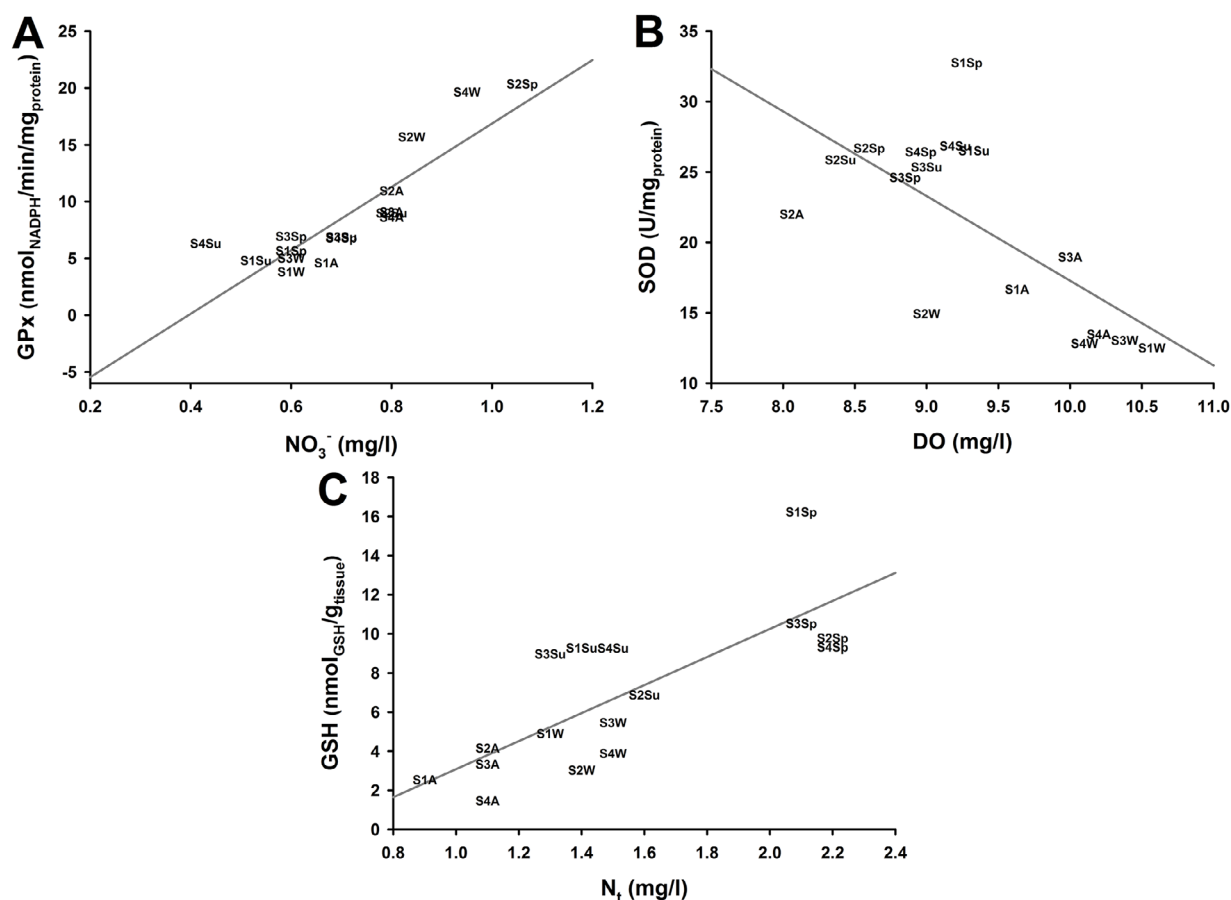 A
GPx (nmolNADPH/min/mgprotein)
25
20
15
10
5
0
-5
S4W
S2Sp
S2W
S2A
S4A
S4Su
S3Sp
S1Sp
S1Su
S3W
S1W
S1A
0.2 0.4 0.6 0.8 1.0 1.2
NO3- (mg/l)
B
SOD (U/mgprotein)
35
30
25
20
15
10
S1Sp
S2Sp
S2Su
S4Sp
S4Su
S1Su
S3Su
S3Sp
S2A
S3A
S1A
S2W
S4A
S4W
S3W
S1W
7.5 8.0 8.5 9.0 9.5 10.0 10.5 11.0
DO (mg/l)
C
GSH (nmolGSH/gtissue)
18
16
14
12
10
8
6
4
2
0
S1Sp
S3Sp
S2Sp
S4Sp
S3Su
S1Su
S4Su
S2Su
S3W
S1W
S4W
S2W
S2A
S3A
S1A
S4A
0.8 1.0 1.2 1.4 1.6 1.8 2.0 2.2 2.4
Nt (mg/l)